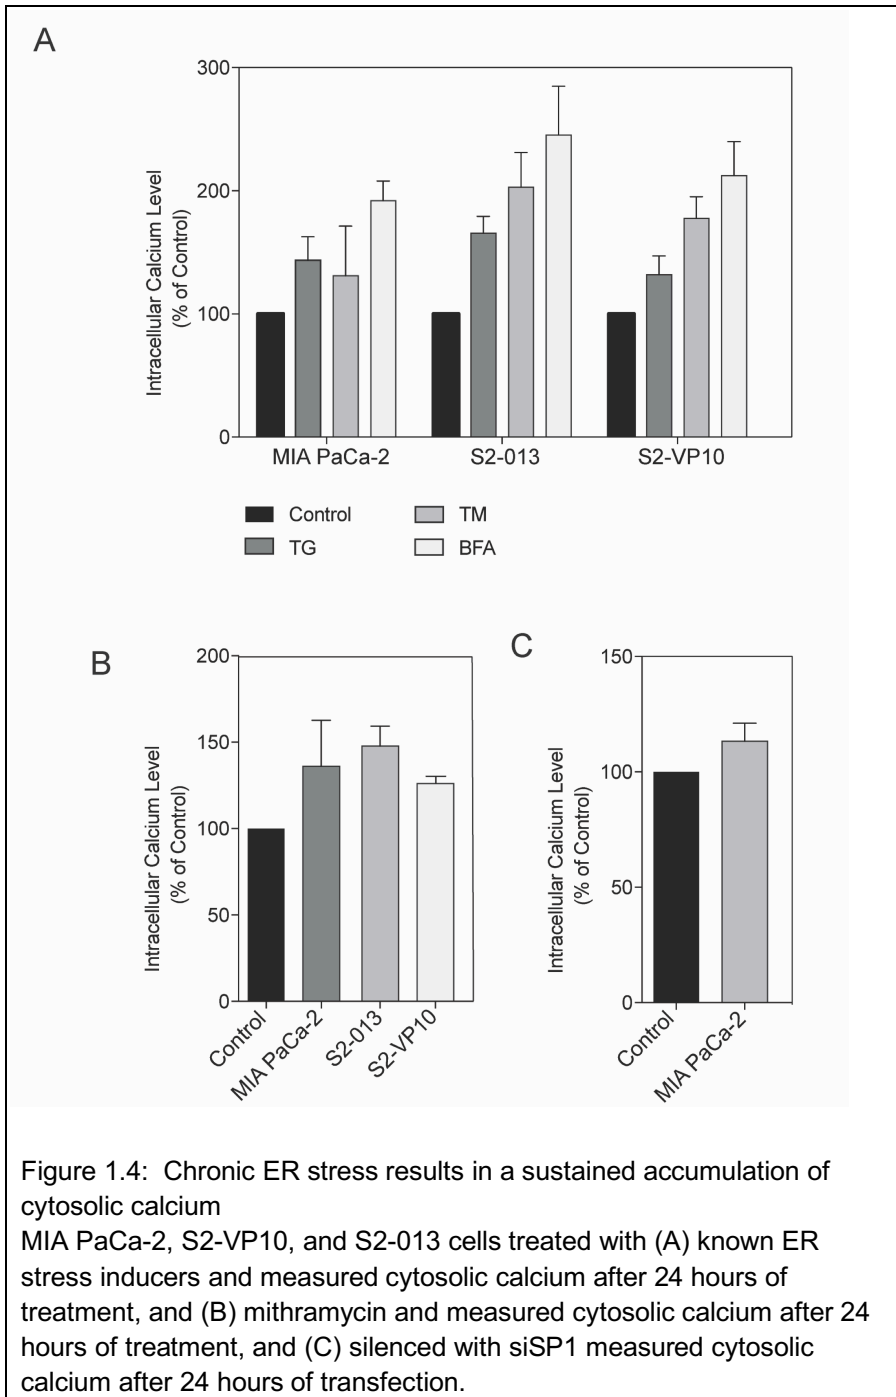 A
300
200
100
0
Intracellular Calcium Level
(% of Control)
MIA PaCa-2 S2-013 S2-VP10
Control TM
TG BFA
B
200
150
100
50
0
Intracellular Calcium Level
(% of Control)
Control MIA PaCa-2 S2-013 S2-VP10
C
150
100
50
0
Intracellular Calcium Level
(% of Control)
Control MIA PaCa-2
Figure 1.4: Chronic ER stress results in a sustained accumulation of
cytosolic calcium
MIA PaCa-2, S2-VP10, and S2-013 cells treated with (A) known ER
stress inducers and measured cytosolic calcium after 24 hours of
treatment, and (B) mithramycin and measured cytosolic calcium after 24
hours of treatment, and (C) silenced with siSP1 measured cytosolic
calcium after 24 hours of transfection.